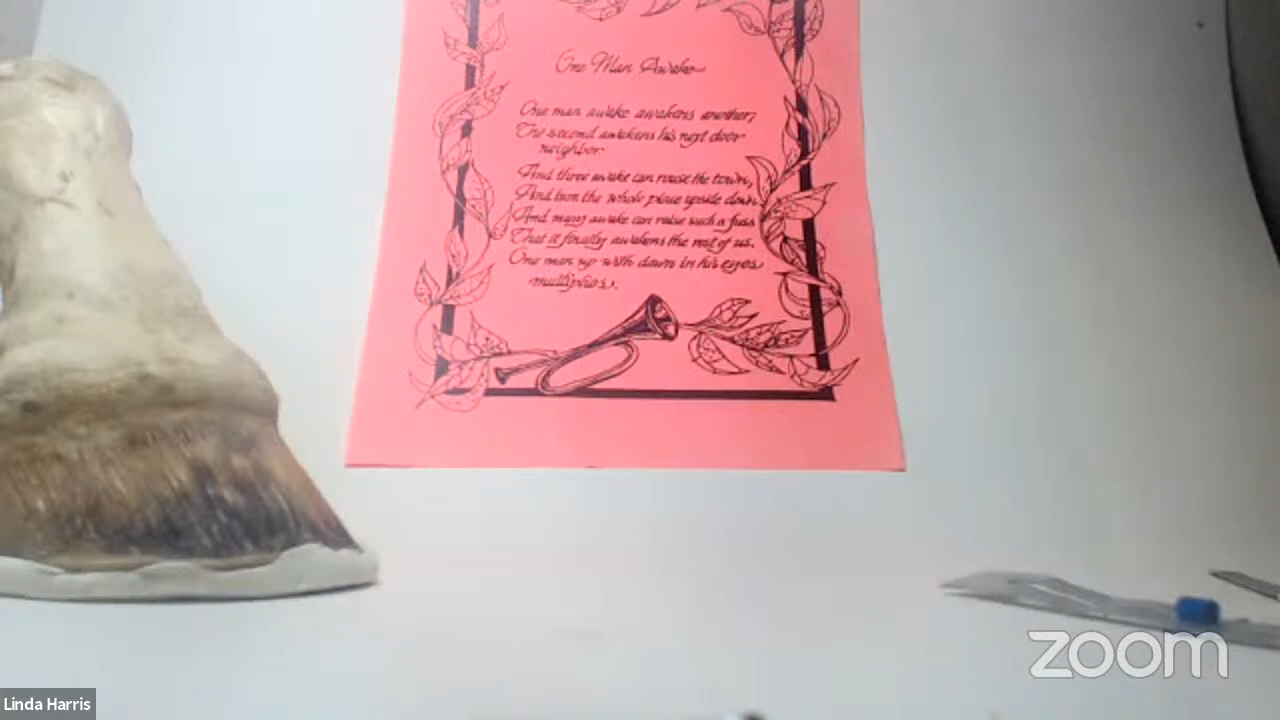 One Man Awake
One man awake awakens another;
The second awakens his next door
neighbor.
And three awake can rouse the town,
And turn the whole place upside down.
And many awake can raise such a fuss
That it finally awakens the rest of us.
One man up with dawn in his eyes
multiplies.
zoom
Linda Harris